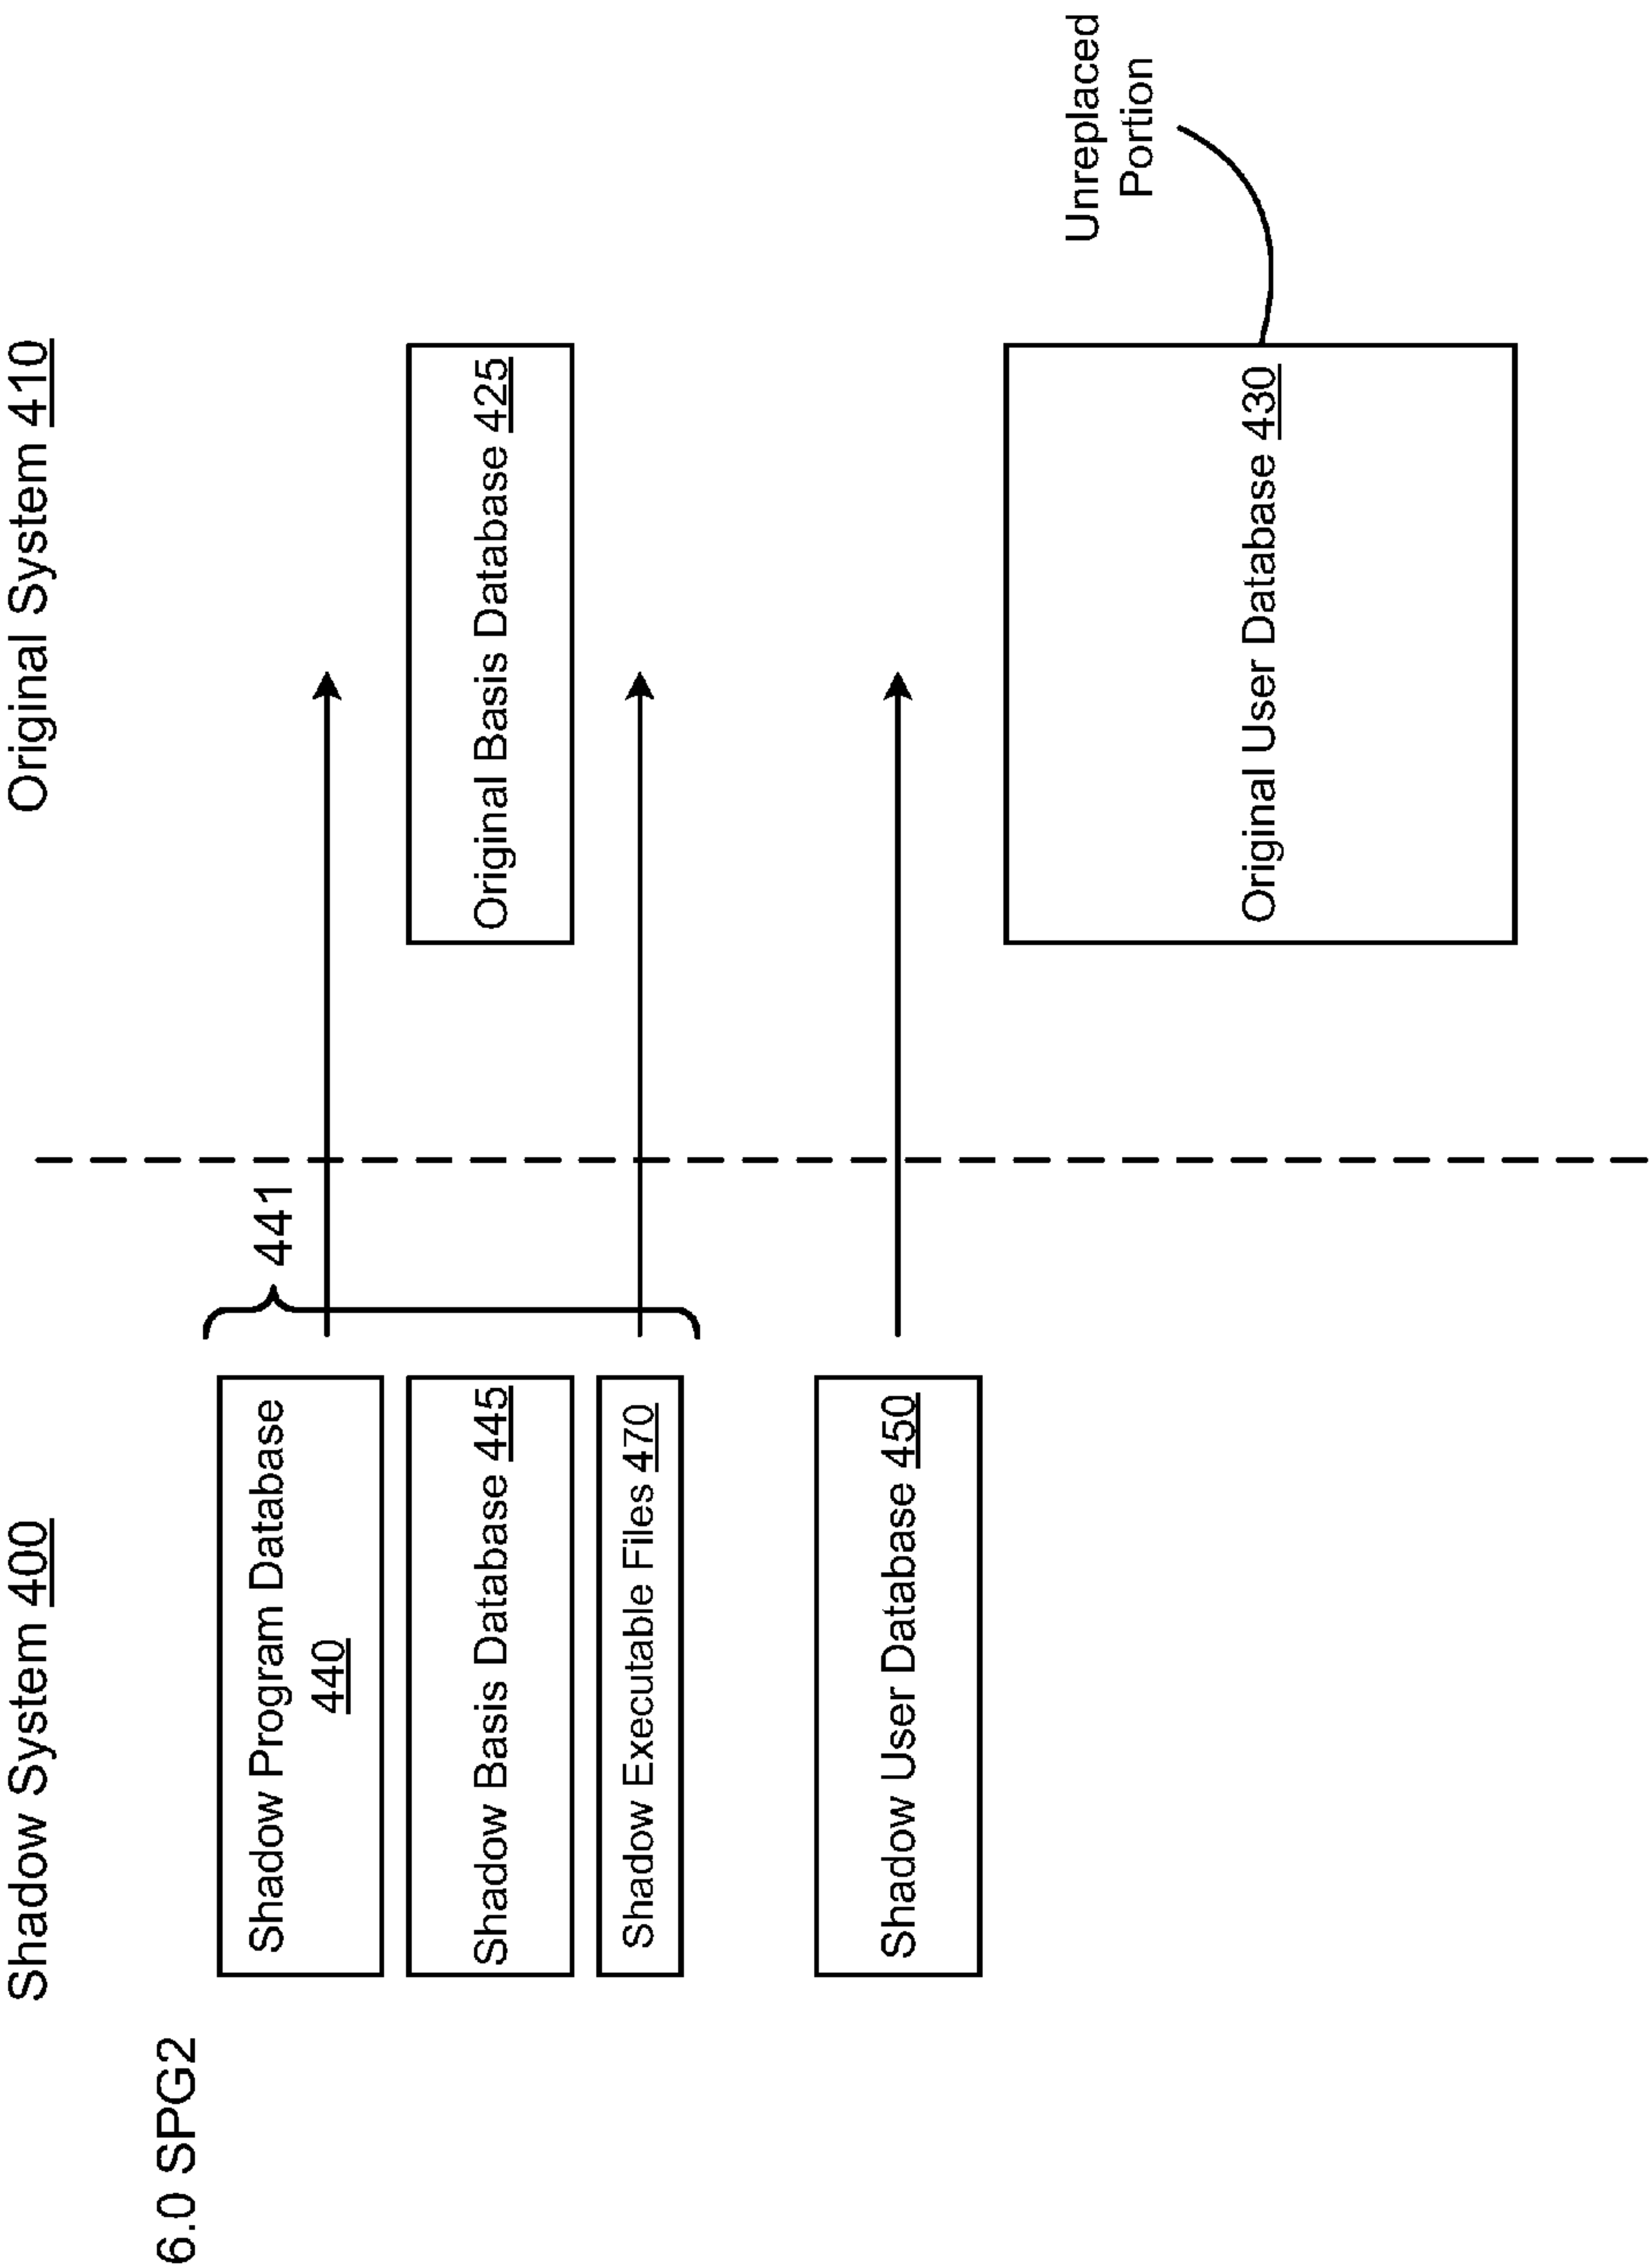 Shadow System 400
Original System 410
6.0 SPG2
441
Shadow Program Database
440
Shadow Basis Database 445
Original Basis Database 425
Shadow Executable Files 470
Shadow User Database 450
Original User Database 430
Unreplaced
Portion